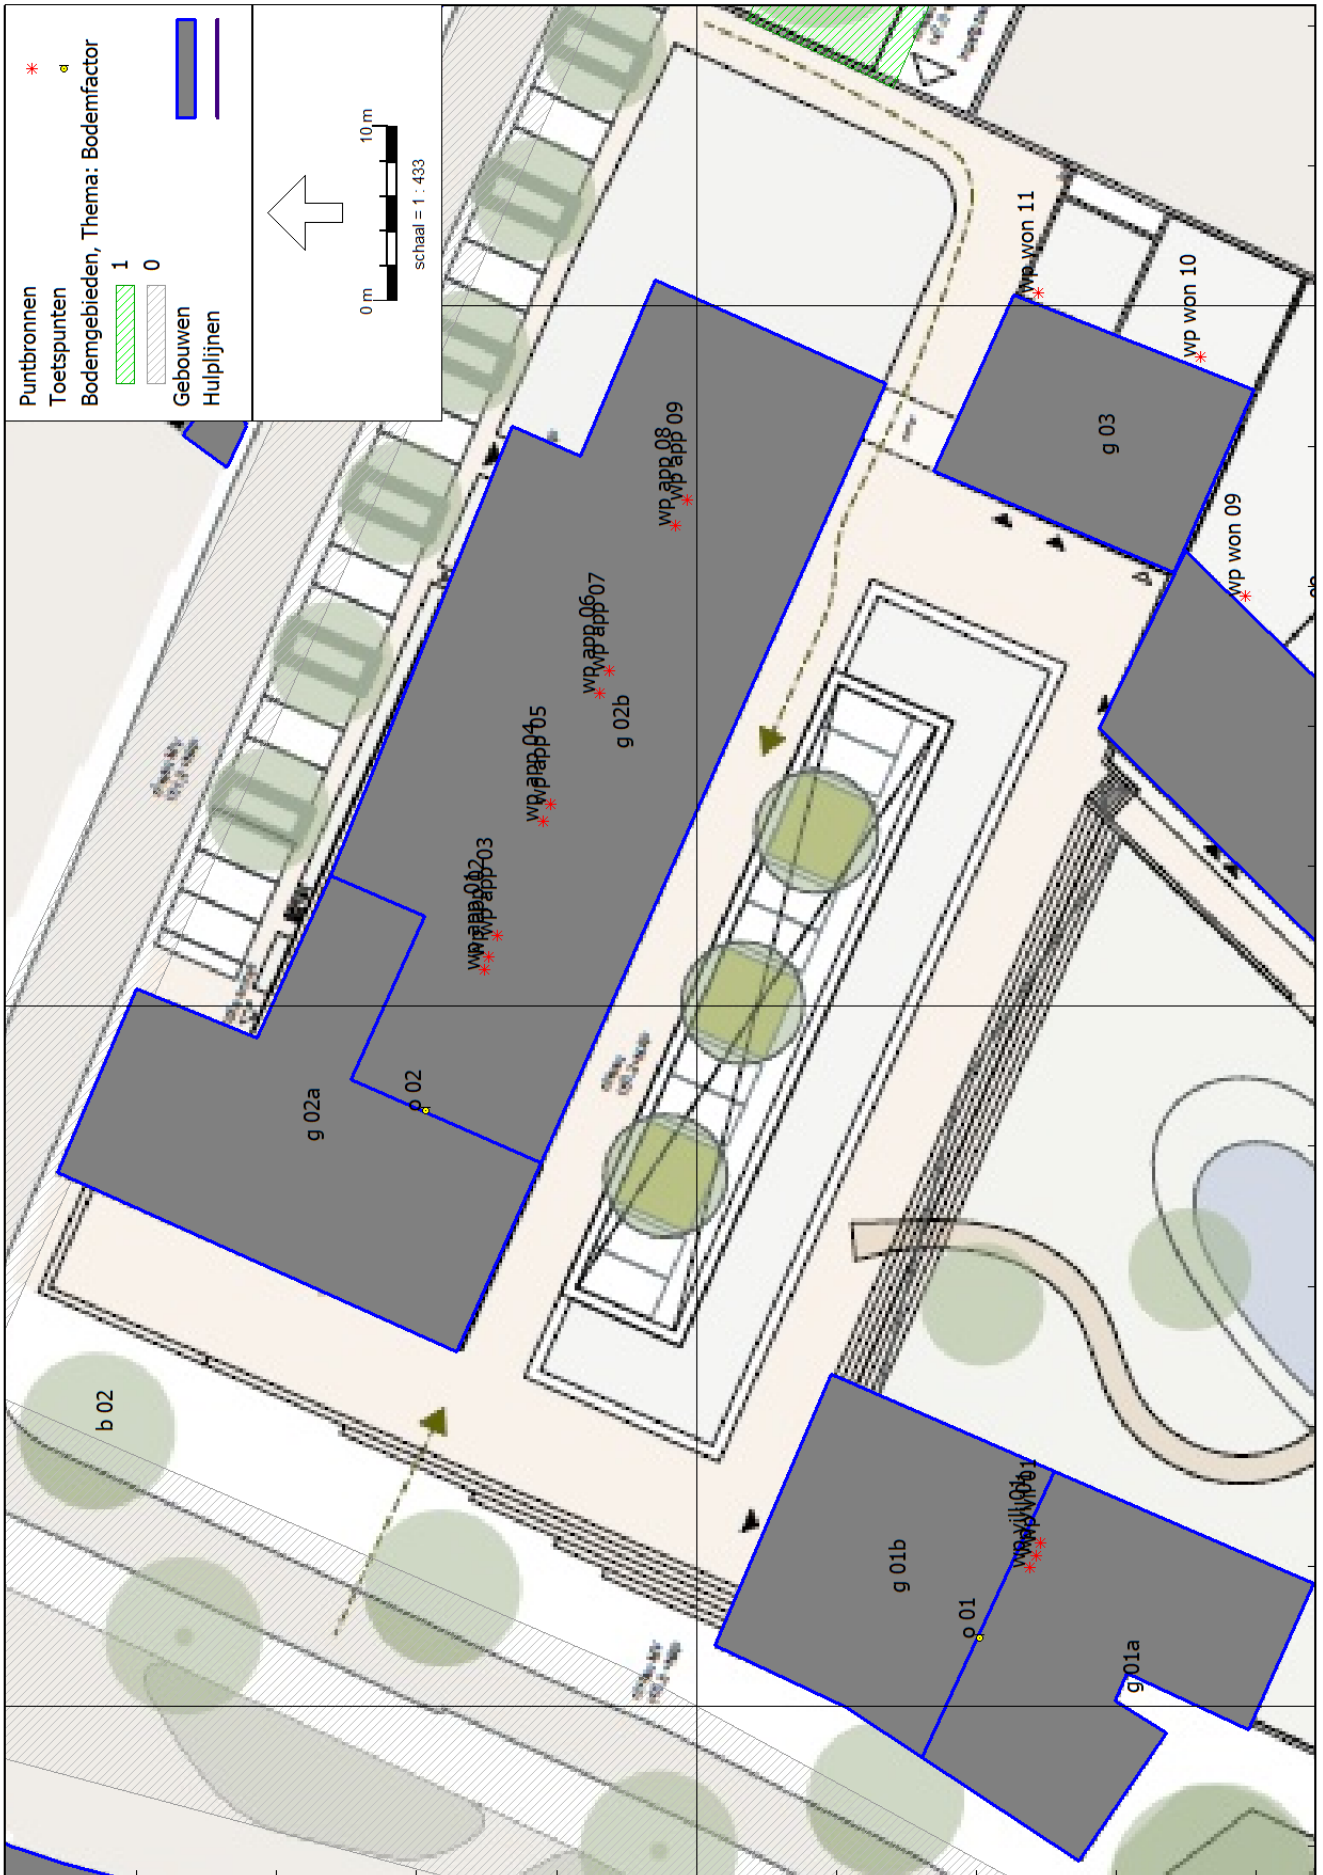 Puntbronnen
Toetspunten
Bodemgebieden, Thema: Bodemfactor
1
0
Gebouwen
Hulplijnen
0 m
10 m
schaal = 1 : 433
wp won 11
wp won 10
g 03
wp won 09
wp app 08
wp app 09
wp app 06
wp app 07
g 02b
wp app 04
wp app 05
wp app 02
wp app 03
o 02
g 02a
b 02
g 01b
o 01
g 01a